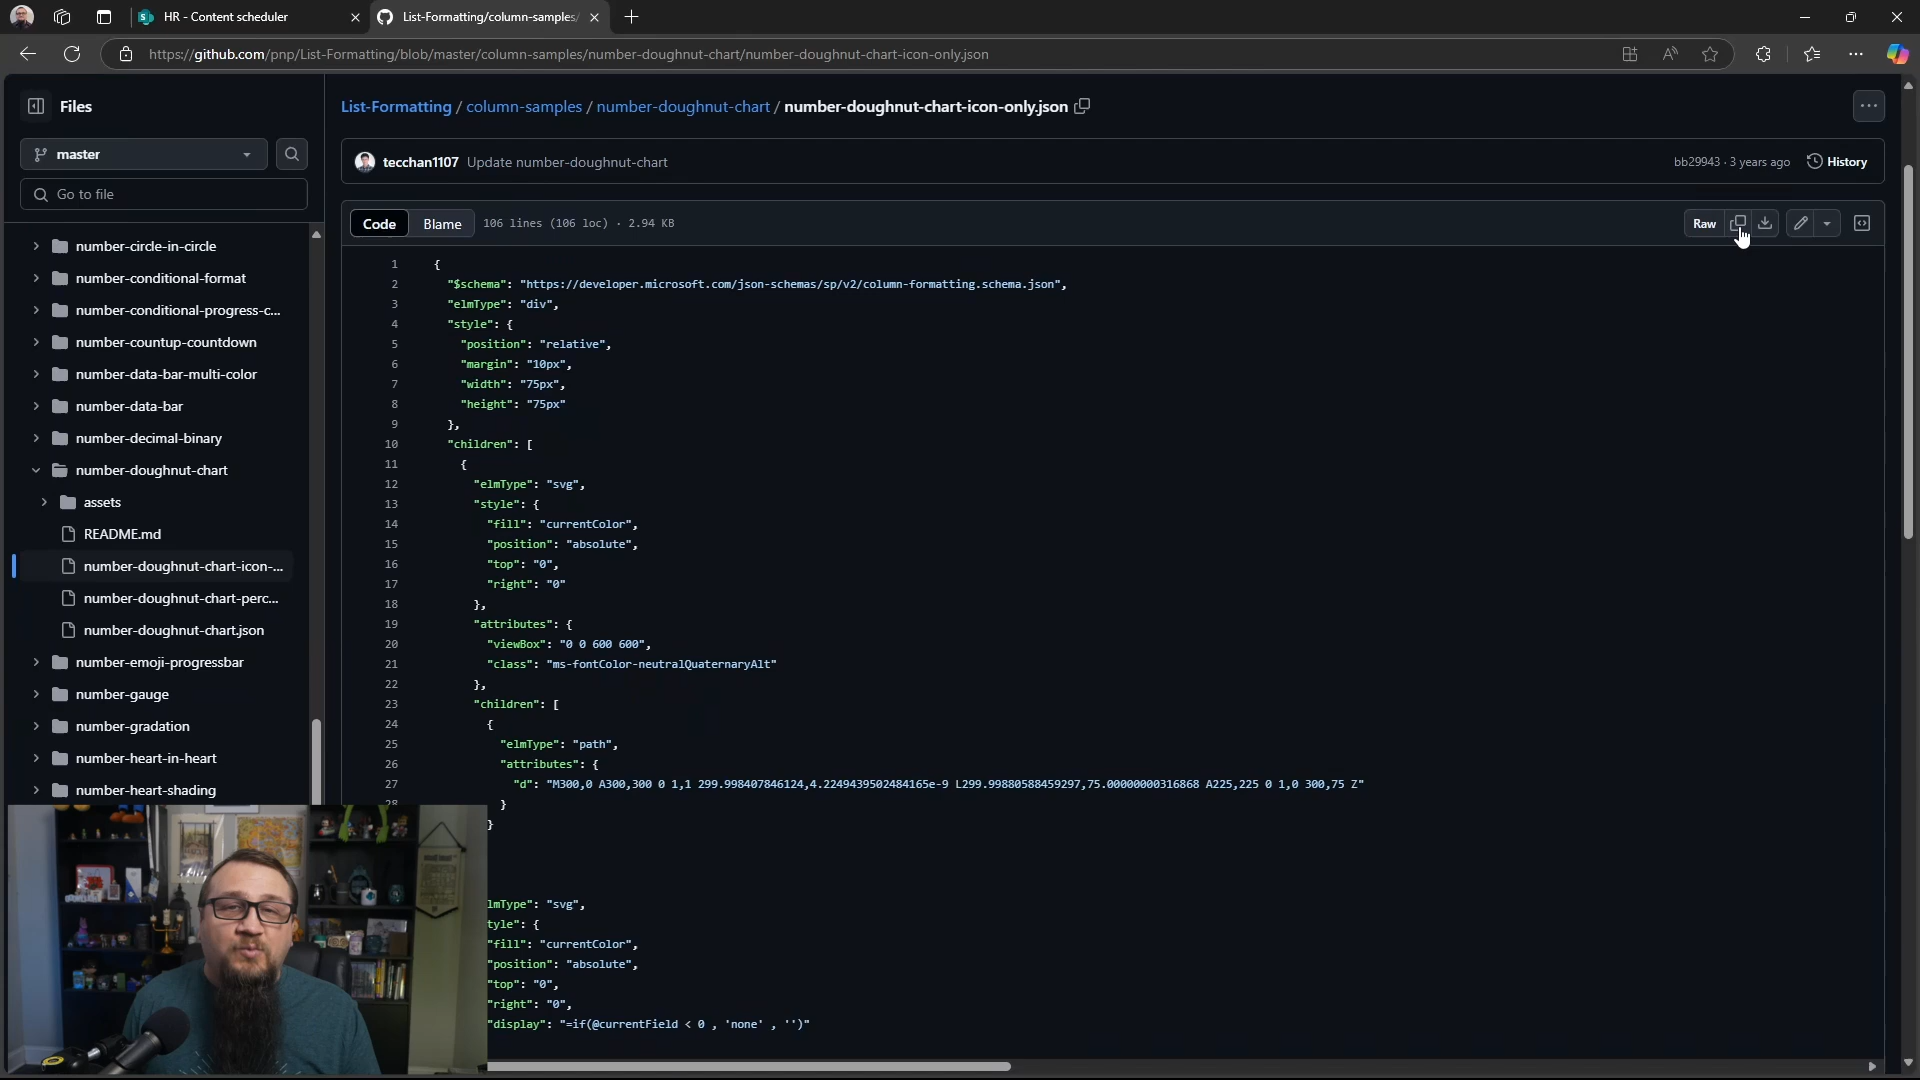 HR - Content scheduler
List-Formatting/column-samples/
https://github.com/pnp/List-Formatting/blob/master/column-samples/number-doughnut-chart/number-doughnut-chart-icon-only.json
Files
List-Formatting / column-samples / number-doughnut-chart / number-doughnut-chart-icon-only.json
master
Go to file
tecchan1107 Update number-doughnut-chart
bb29943 · 3 years ago
History
Code
Blame
106 lines (106 loc) · 2.94 KB
Raw
number-circle-in-circle
number-conditional-format
number-conditional-progress-c...
number-countup-countdown
number-data-bar-multi-color
number-data-bar
number-decimal-binary
number-doughnut-chart
assets
README.md
number-doughnut-chart-icon-...
number-doughnut-chart-perc...
number-doughnut-chart.json
number-emoji-progressbar
number-gauge
number-gradation
number-heart-in-heart
number-heart-shading
1 {
2 "$schema": "https://developer.microsoft.com/json-schemas/sp/v2/column-formatting.schema.json",
3 "elmType": "div",
4 "style": {
5 "position": "relative",
6 "margin": "10px",
7 "width": "75px",
8 "height": "75px"
9 },
10 "children": [
11 {
12 "elmType": "svg",
13 "style": {
14 "fill": "currentColor",
15 "position": "absolute",
16 "top": "0",
17 "right": "0"
18 },
19 "attributes": {
20 "viewBox": "0 0 600 600",
21 "class": "ms-fontColor-neutralQuaternaryAlt"
22 },
23 "children": [
24 {
25 "elmType": "path",
26 "attributes": {
27 "d": "M300,0 A300,300 0 1,1 299.998407846124,4.2249439502484165e-9 L299.99880588459297,75.00000000316868 A225,225 0 1,0 300,75 Z"
28 }
}
lmType": "svg",
tyle": {
"fill": "currentColor",
"position": "absolute",
"top": "0",
"right": "0",
"display": "=if(@currentField < 0 , 'none' , '')"